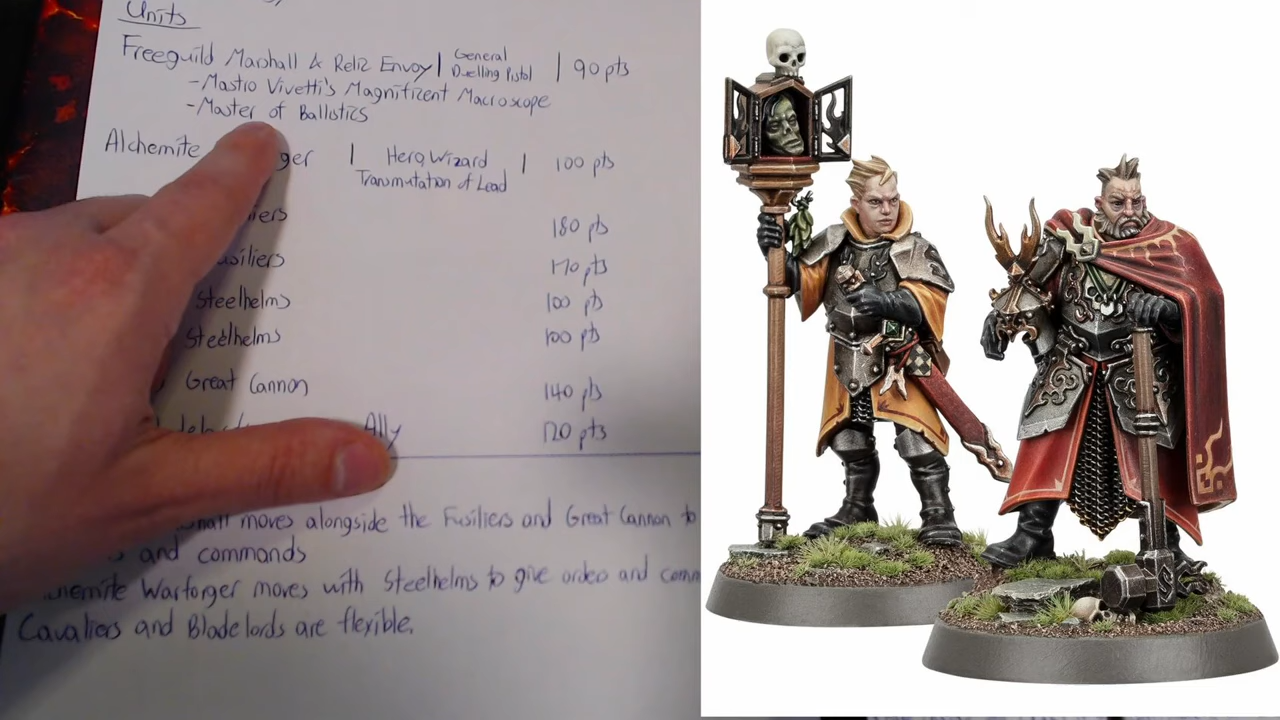 Units
Freeguild Marshall & Relic Envoy | General | 90 pts
Duelling Pistol
- Mastro Vivetti's Magnificent Macroscope
- Master of Ballistics
Alchemite | Hero, Wizard | 100 pts
Transmutation of Lead
180 pts
170 pts
Steelhelms 100 pts
Steelhelms 100 pts
Great Cannon 140 pts
Ally 120 pts
moves alongside the Fusiliers and Great Cannon to
and commands
Warforger moves with Steelhelms to give order and
Cavaliers and Bladelords are flexible.